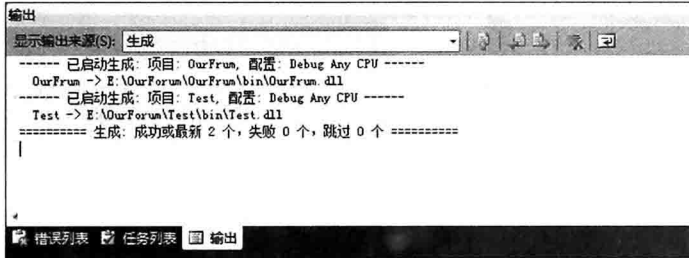 输出
显示输出来源(S): 生成
------ 已启动生成: 项目: OurFrum, 配置: Debug Any CPU ------
OurFrum -> E:\OurForum\OurFrum\bin\OurFrum.dll
------ 已启动生成: 项目: Test, 配置: Debug Any CPU ------
Test -> E:\OurForum\Test\bin\Test.dll
========== 生成: 成功或最新 2 个，失败 0 个，跳过 0 个 ==========
错误列表 任务列表 输出